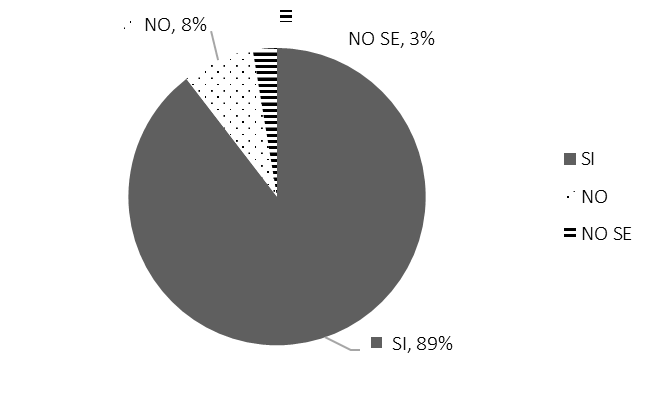 NO, 8%
NO SE, 3%
SI
NO
NO SE
SI, 89%